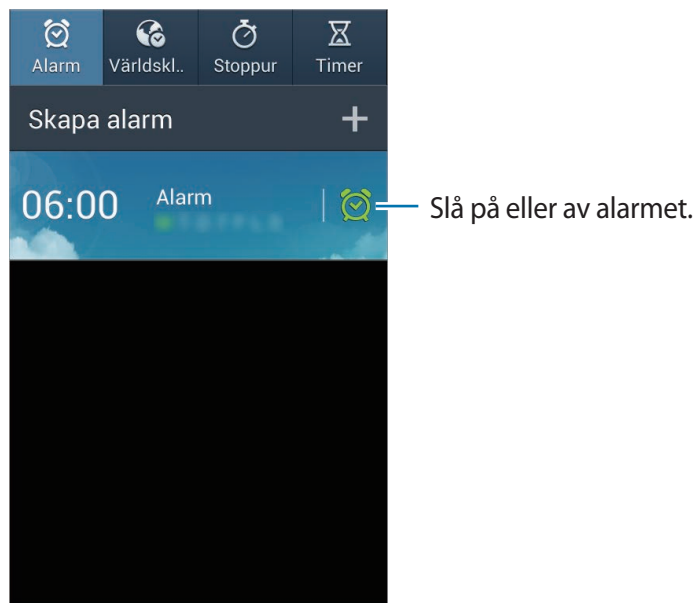 Alarm
Världskl..
Stoppur
Timer
Skapa alarm
06:00
Alarm
Slå på eller av alarmet.